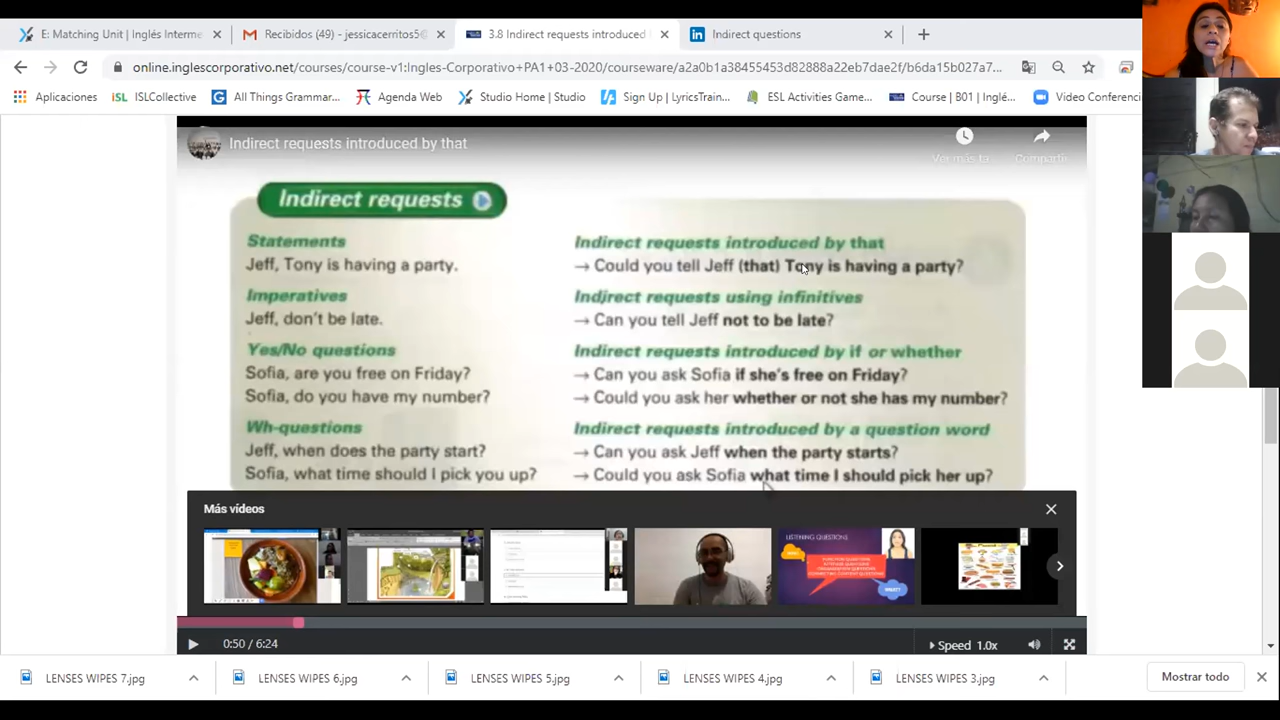 E: Matching Unit | Inglés Interme
Recibidos (49) - jessicacerritos5@
3.8 Indirect requests introduced
Indirect questions
online.inglescorporativo.net/courses/course-v1:Ingles-Corporativo+PA1+03-2020/courseware/a2a0b1a38455453d82888a22eb7dae2f/b6da15b027a7...
Aplicaciones
iSLCollective
All Things Grammar...
Agenda Web
Studio Home | Studio
Sign Up | LyricsTrain...
ESL Activities Game...
Course | B01 | Inglé...
Video Conferenci
Indirect requests introduced by that
Ver más ta
Compartir
Indirect requests
Statements
Jeff, Tony is having a party.
Indirect requests introduced by that
→ Could you tell Jeff (that) Tony is having a party?
Imperatives
Jeff, don't be late.
Indirect requests using infinitives
→ Can you tell Jeff not to be late?
Yes/No questions
Sofia, are you free on Friday?
Sofia, do you have my number?
Indirect requests introduced by if or whether
→ Can you ask Sofia if she's free on Friday?
→ Could you ask her whether or not she has my number?
Wh-questions
Jeff, when does the party start?
Sofia, what time should I pick you up?
Indirect requests introduced by a question word
→ Can you ask Jeff when the party starts?
→ Could you ask Sofia what time I should pick her up?
Más vídeos
LISTENING QUESTIONS
0:50 / 6:24
Speed 1.0x
LENSES WIPES 7.jpg
LENSES WIPES 6.jpg
LENSES WIPES 5.jpg
LENSES WIPES 4.jpg
LENSES WIPES 3.jpg
Mostrar todo